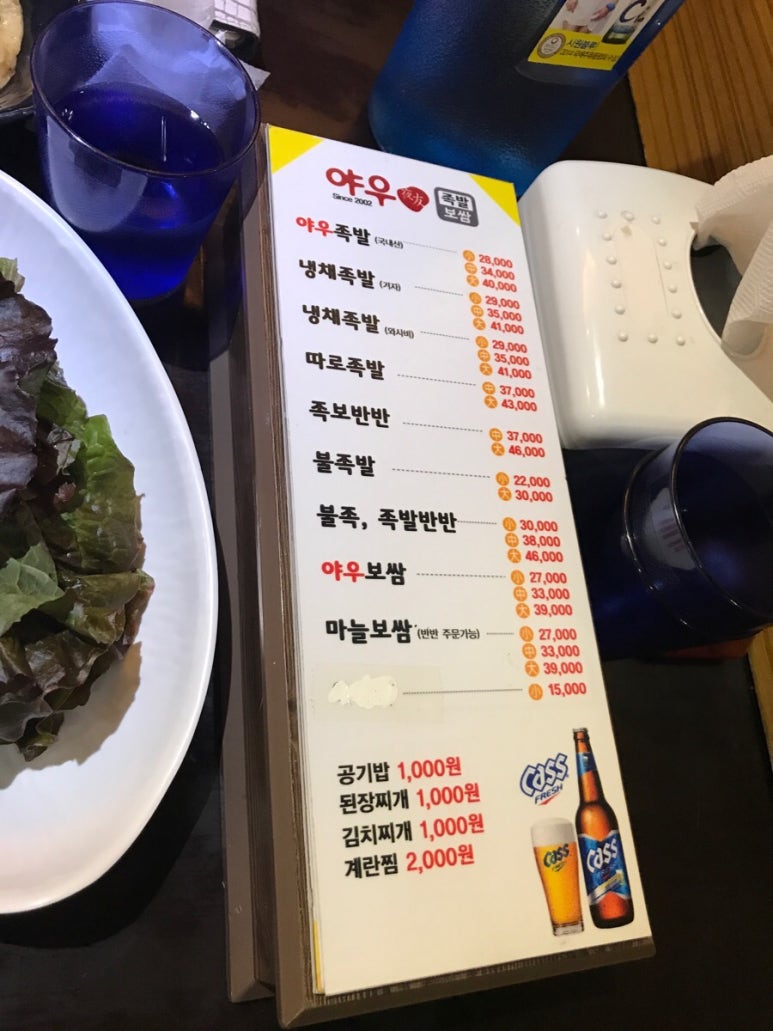 시원블루
Cass
야우 夜友 족발
Since 2002 보쌈
야우족발 (국내산) 小 28,000
中 34,000
大 40,000
냉채족발 (겨자) 小 29,000
中 35,000
大 41,000
냉채족발 (와사비) 小 29,000
中 35,000
大 41,000
따로족발 中 37,000
大 43,000
족보반반 中 37,000
大 46,000
불족발 小 22,000
大 30,000
불족, 족발반반 小 30,000
中 38,000
大 46,000
야우보쌈 小 27,000
中 33,000
大 39,000
마늘보쌈 (반반 주문가능) 小 27,000
中 33,000
大 39,000
小 15,000
공기밥 1,000원
된장찌개 1,000원
김치찌개 1,000원
계란찜 2,000원
Cass
FRESH
Cass
Cass